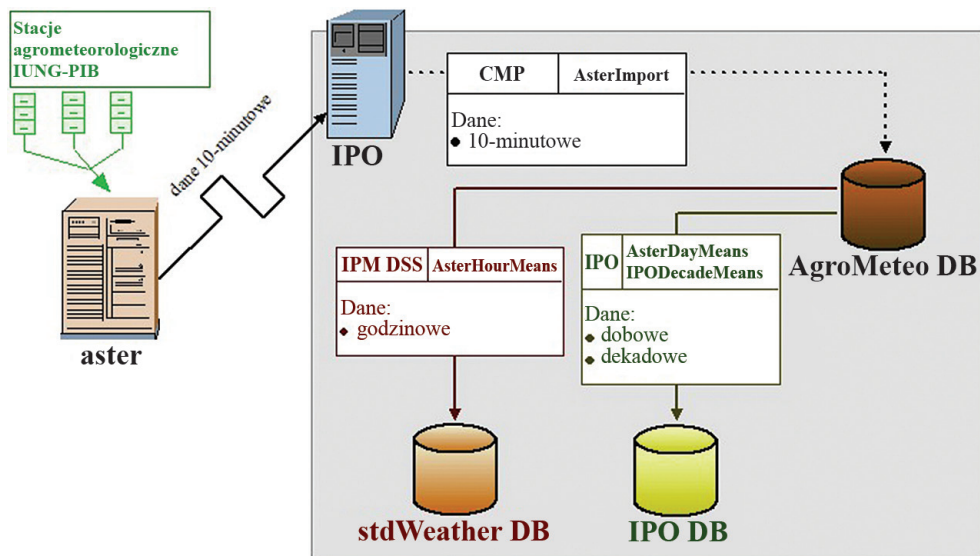 Stacje
agrometeorologiczne
IUNG-PIB
dane 10-minutowe
aster
IPO
CMP
AsterImport
Dane:
• 10-minutowe
AgroMeteo DB
IPM DSS
AsterHourMeans
Dane:
• godzinowe
stdWeather DB
IPO
AsterDayMeans
IPODecadeMeans
Dane:
• dobowe
• dekadowe
IPO DB